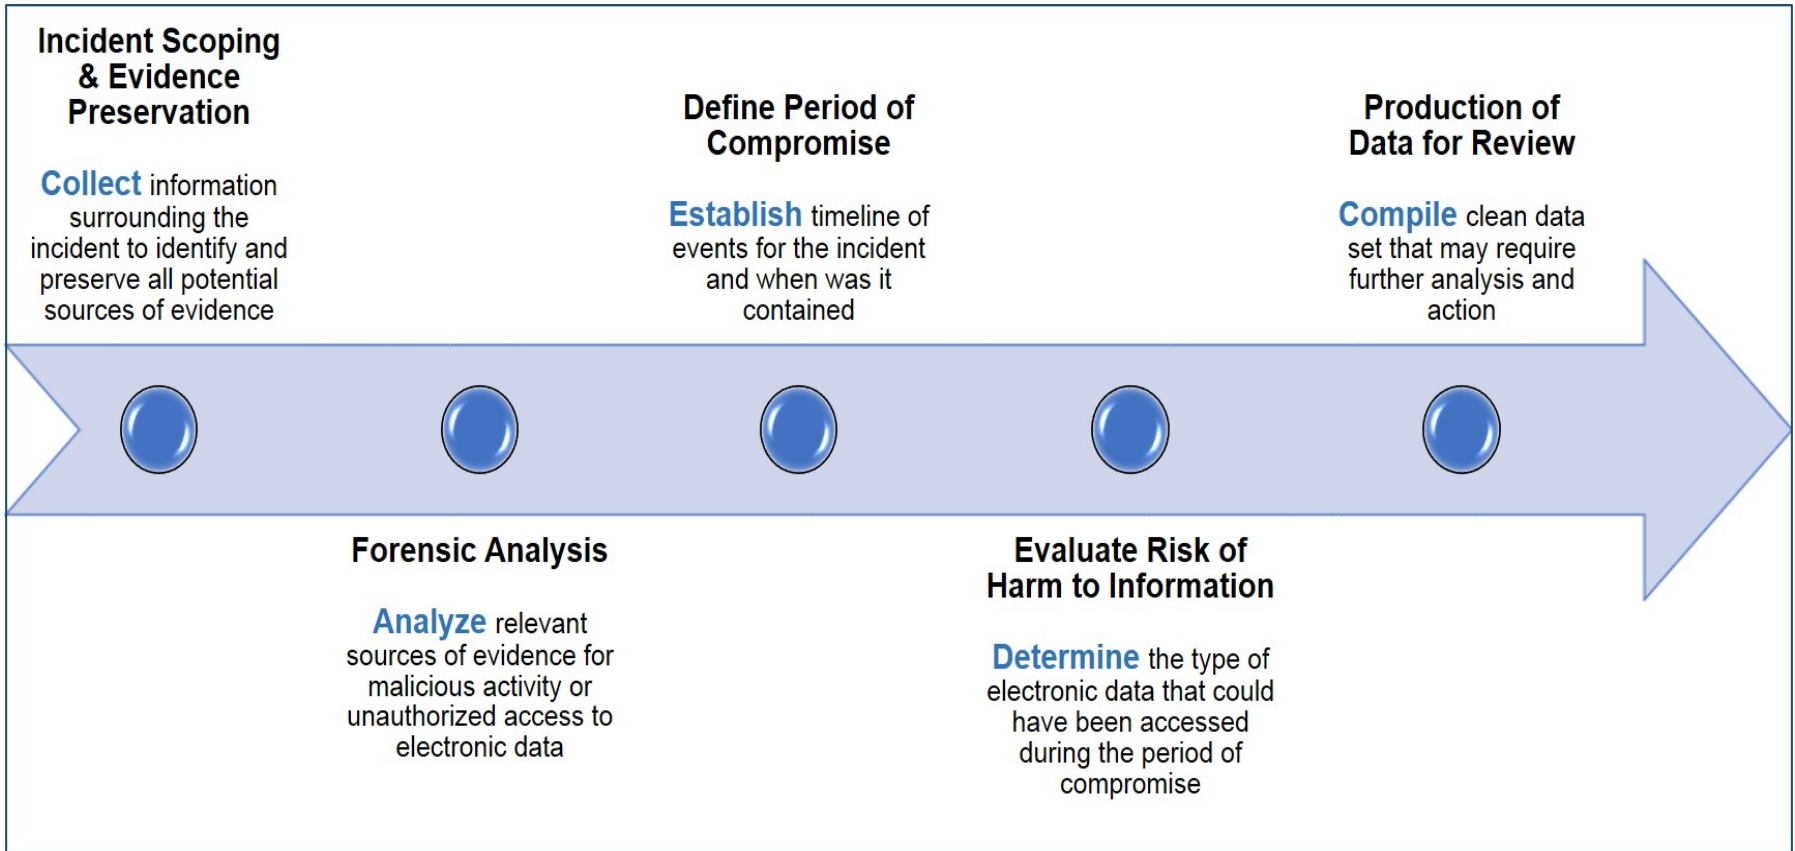 Incident Scoping
& Evidence
Preservation
Collect information
surrounding the
incident to identify and
preserve all potential
sources of evidence
Forensic Analysis
Analyze relevant
sources of evidence for
malicious activity or
unauthorized access to
electronic data
Define Period of
Compromise
Establish timeline of
events for the incident
and when was it
contained
Evaluate Risk of
Harm to Information
Determine the type of
electronic data that could
have been accessed
during the period of
compromise
Production of
Data for Review
Compile clean data
set that may require
further analysis and
action